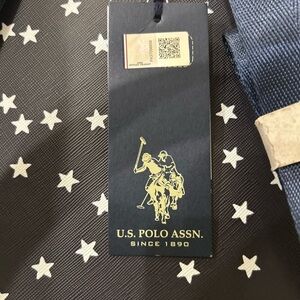 U.S. POLO ASSN.
SINCE 1890